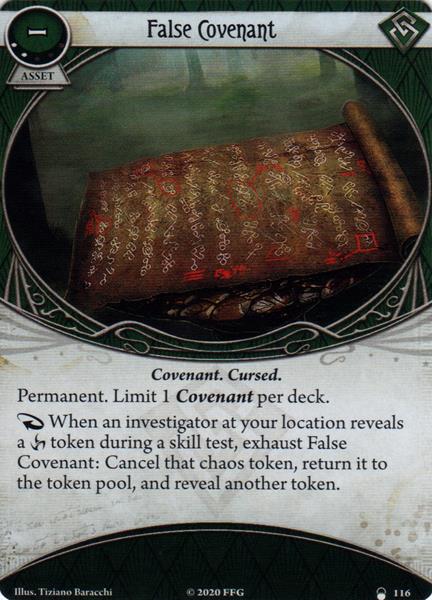 False Covenant
–
ASSET
Covenant. Cursed.
Permanent. Limit 1 Covenant per deck.
When an investigator at your location reveals
a token during a skill test, exhaust False
Covenant: Cancel that chaos token, return it to
the token pool, and reveal another token.
Illus. Tiziano Baracchi
© 2020 FFG
116